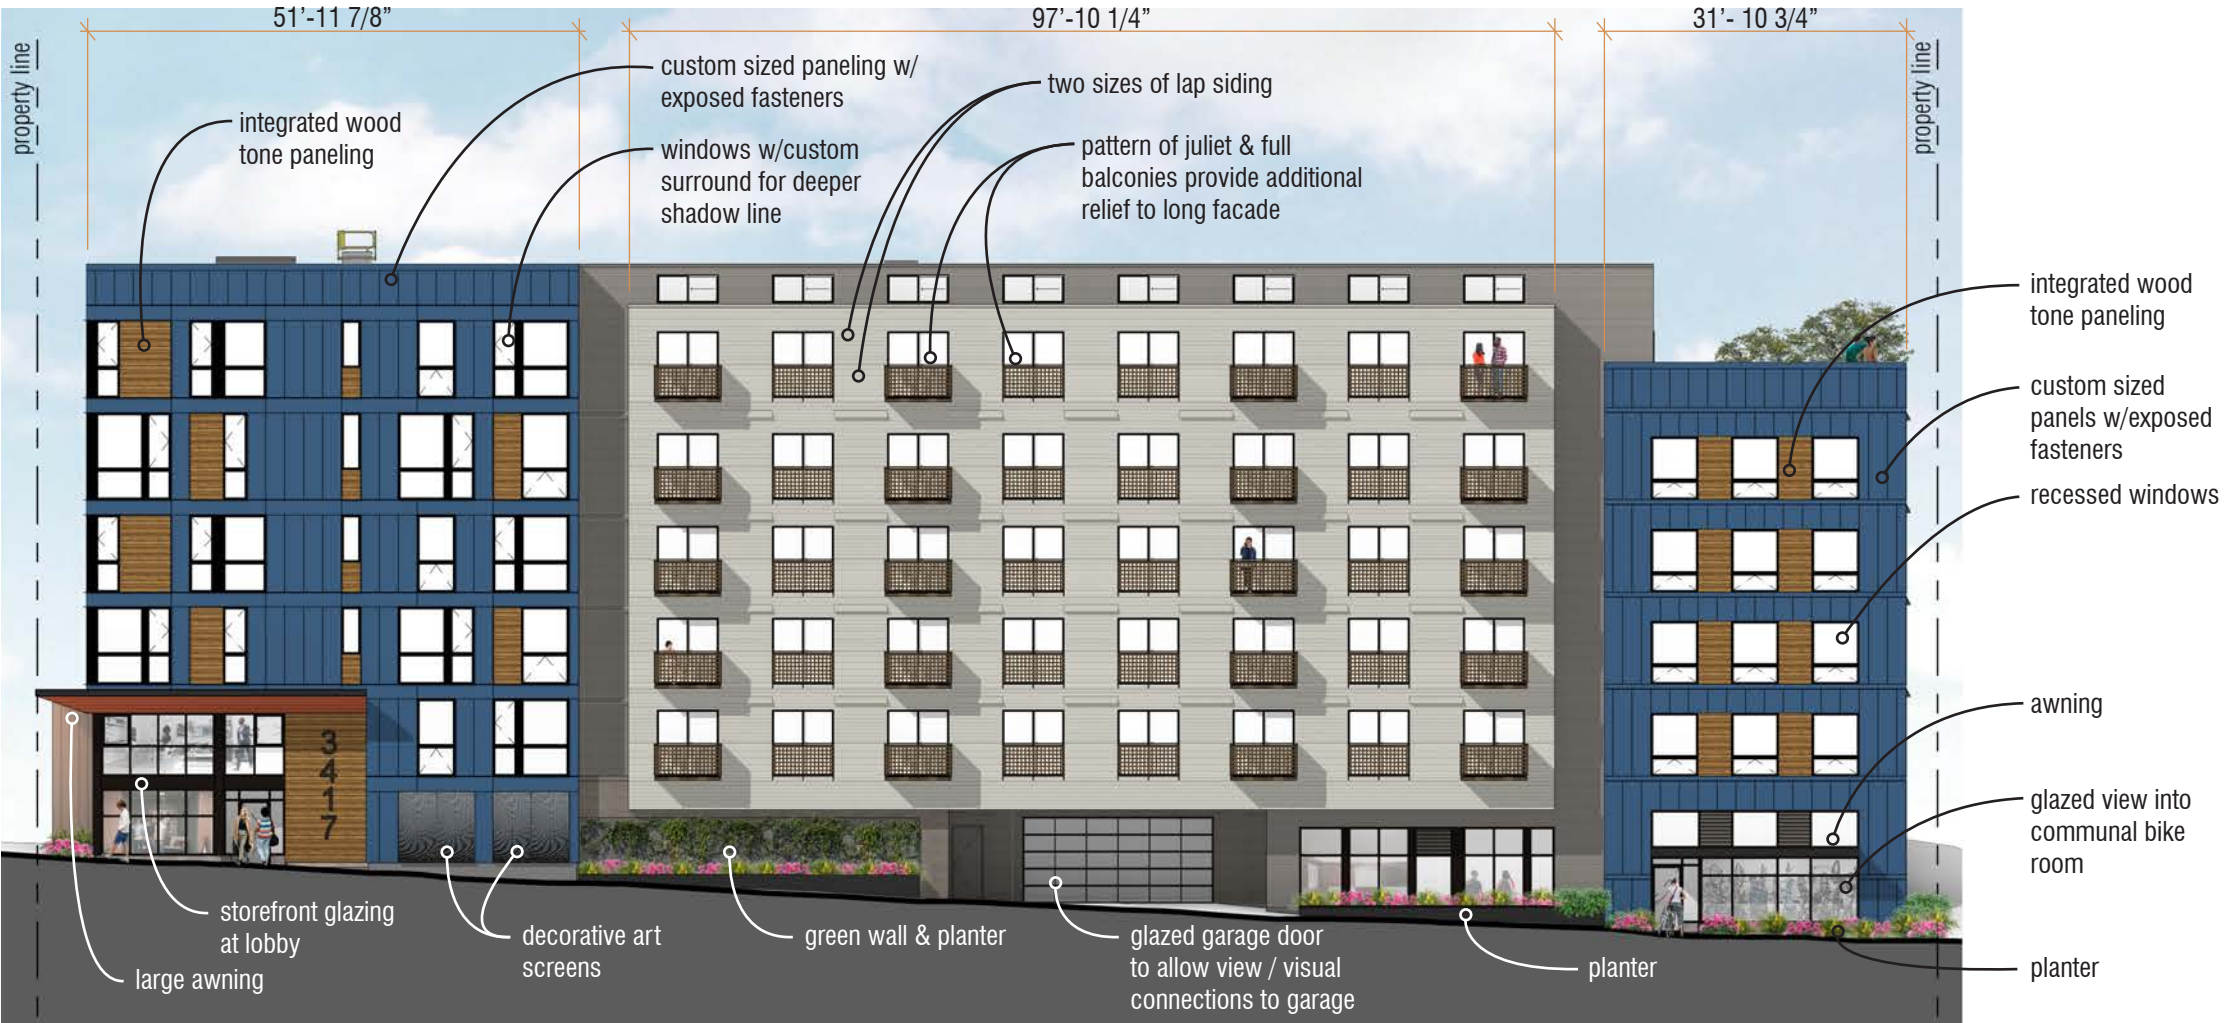 51’-11 7/8”
97’-10 1/4”
31’- 10 3/4”
property line
property line
custom sized paneling w/
exposed fasteners
two sizes of lap siding
integrated wood
tone paneling
windows w/custom
surround for deeper
shadow line
pattern of juliet & full
balconies provide additional
relief to long facade
integrated wood
tone paneling
custom sized
panels w/exposed
fasteners
recessed windows
awning
glazed view into
communal bike
room
planter
3
4
1
7
storefront glazing
at lobby
large awning
decorative art
screens
green wall & planter
glazed garage door
to allow view / visual
connections to garage
planter